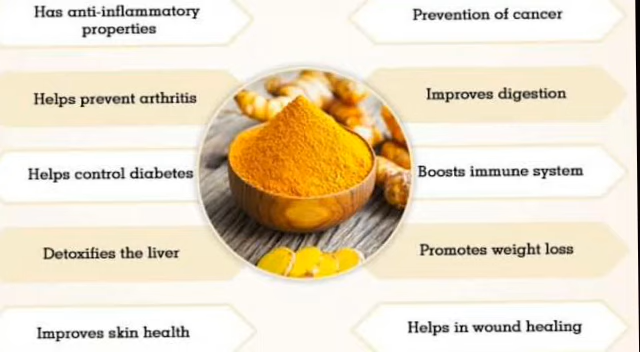 Has anti-inflammatory
properties
Prevention of cancer
Helps prevent arthritis
Improves digestion
Helps control diabetes
Boosts immune system
Detoxifies the liver
Promotes weight loss
Improves skin health
Helps in wound healing